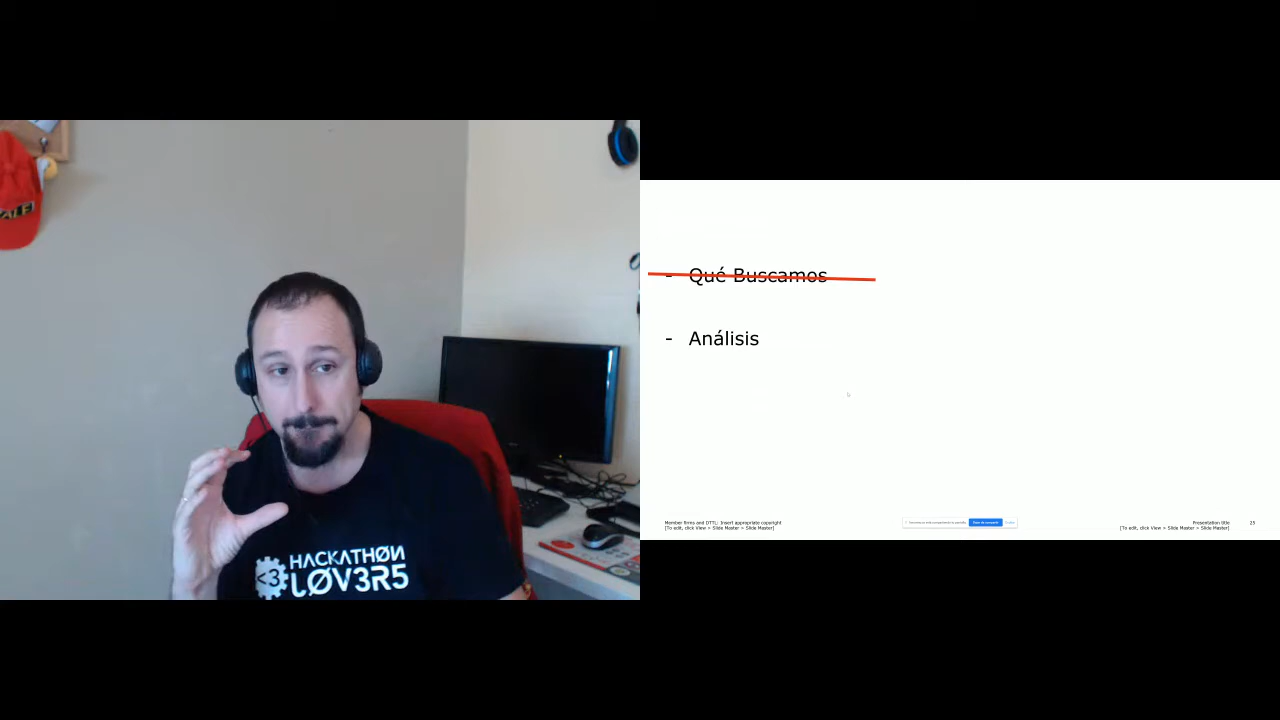 HACKATHØN
<3 LØV3R5
- Qué Buscamos
- Análisis
Member firms and DTTL: Insert appropriate copyright
[To edit, click View > Slide Master > Slide Master]
Presentation title
[To edit, click View > Slide Master > Slide Master]
25